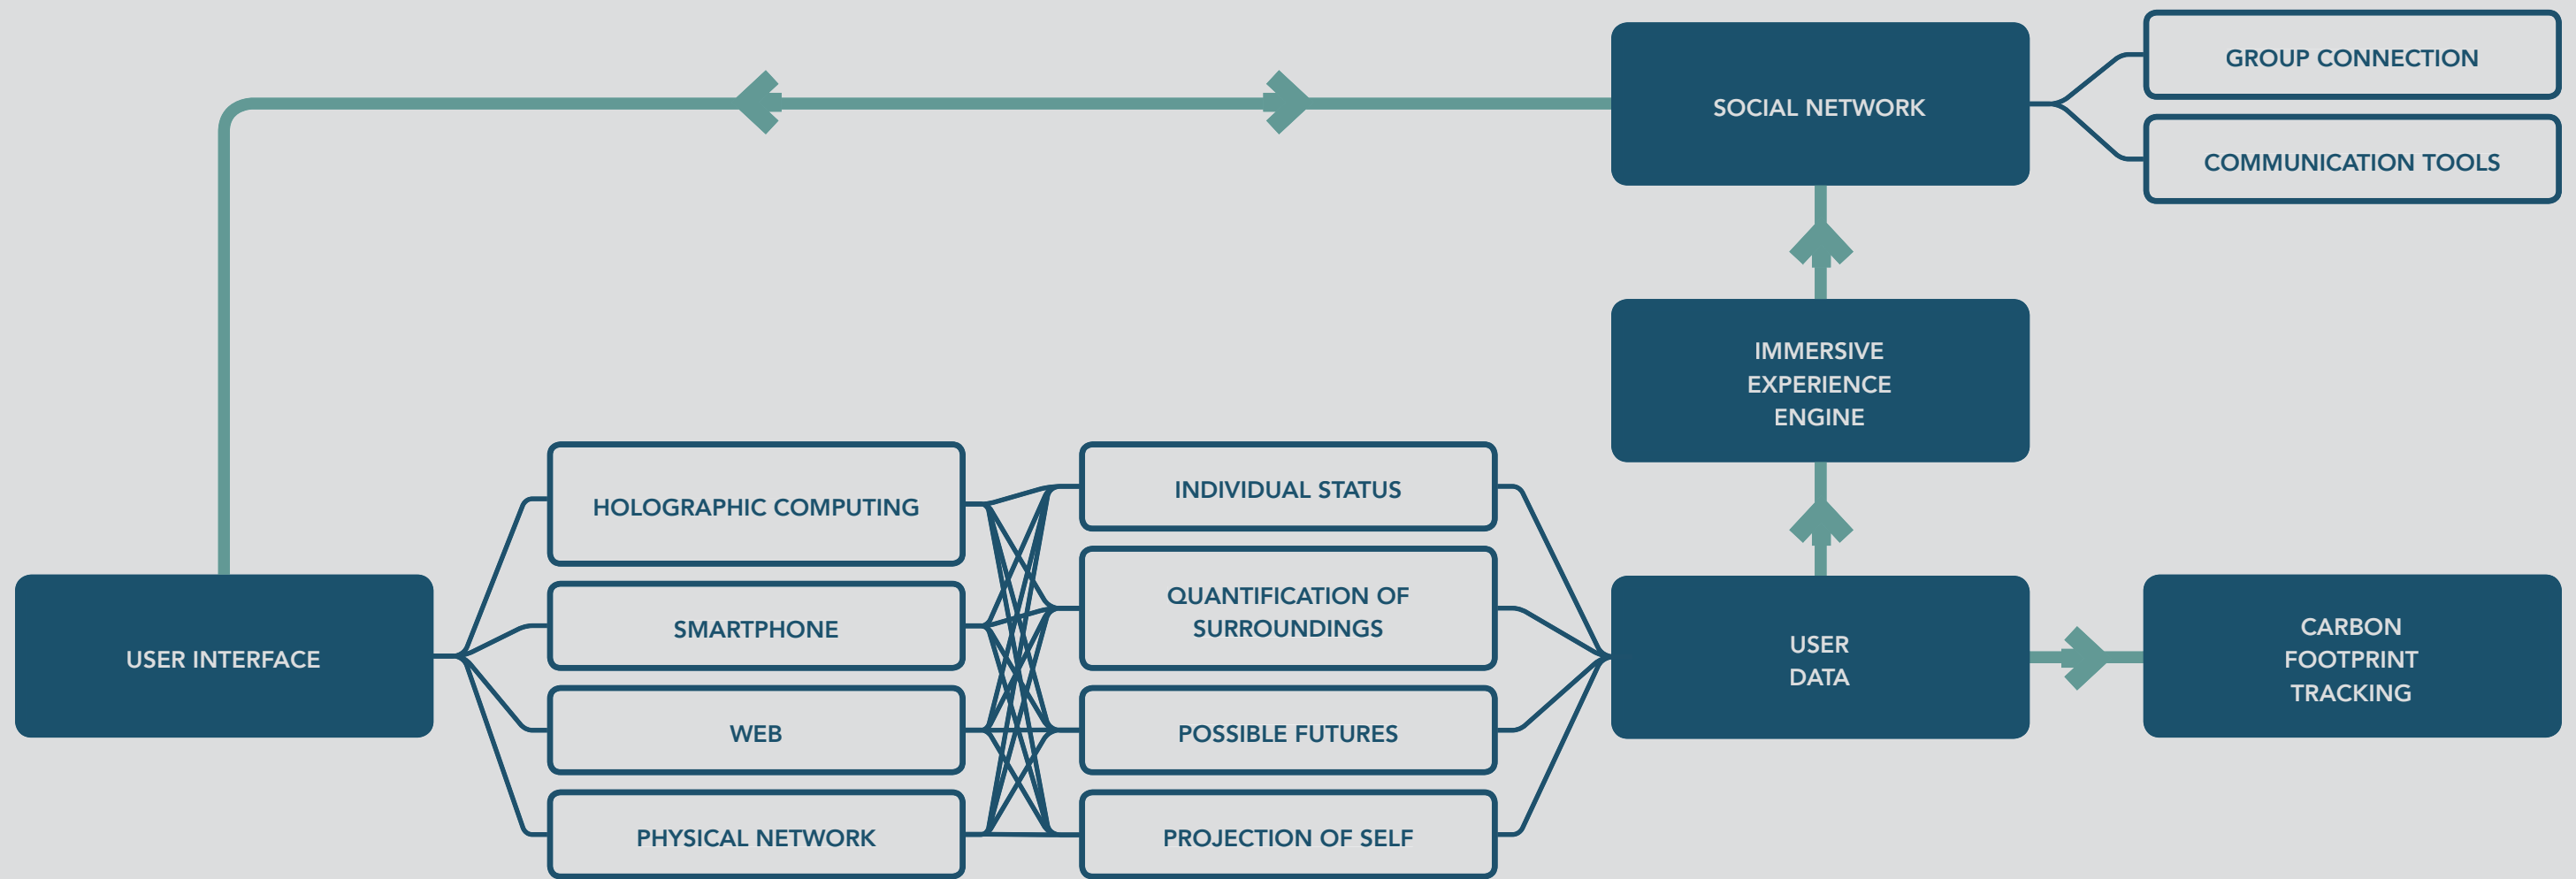 SOCIAL NETWORK
GROUP CONNECTION
COMMUNICATION TOOLS
IMMERSIVE
EXPERIENCE
ENGINE
USER INTERFACE
HOLOGRAPHIC COMPUTING
SMARTPHONE
WEB
PHYSICAL NETWORK
INDIVIDUAL STATUS
QUANTIFICATION OF
SURROUNDINGS
POSSIBLE FUTURES
PROJECTION OF SELF
USER
DATA
CARBON
FOOTPRINT
TRACKING